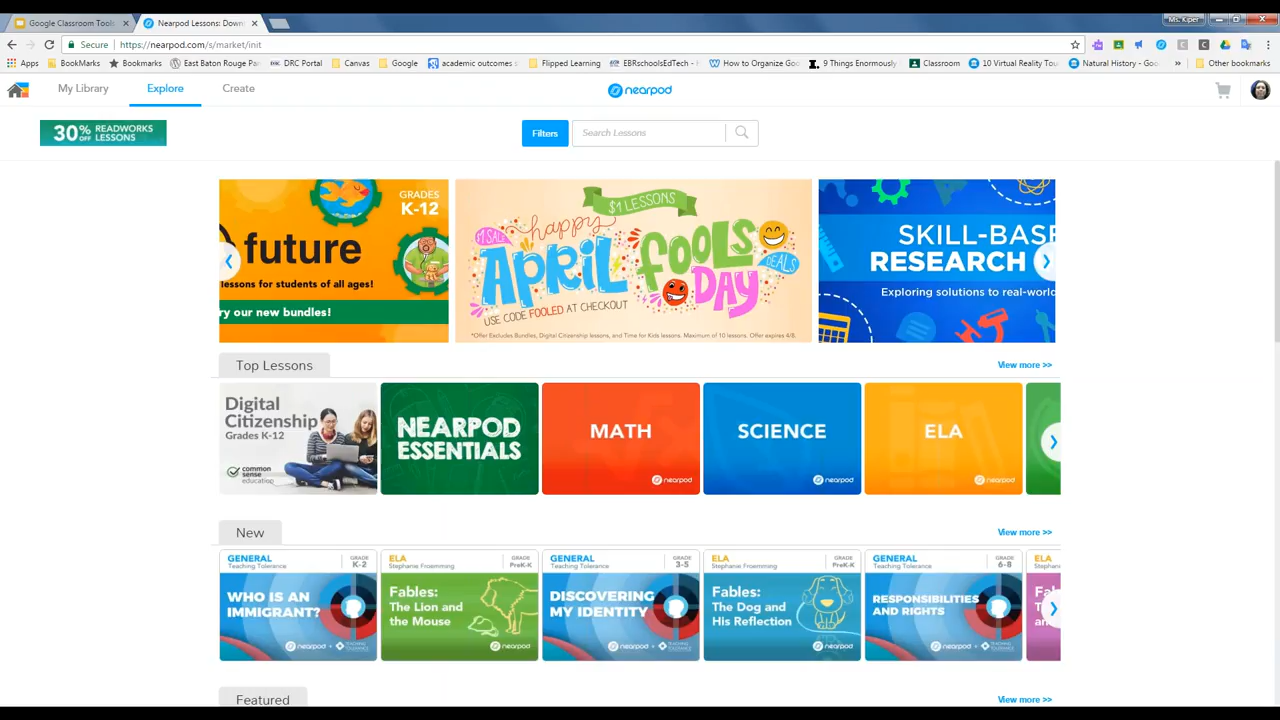 Google Classroom Tools
Nearpod Lessons: Down
Ms. Kiper
Secure
https://nearpod.com/s/market/init
Apps
BookMarks
Bookmarks
East Baton Rouge Pa
DRC Portal
Canvas
Google
academic outcomes
Flipped Learning
EBRschoolsEdTech -
How to Organize Goo
9 Things Enormously
Classroom
10 Virtual Reality Tou
Natural History - Goo
»
Other bookmarks
My Library
Explore
Create
nearpod
30% OFF READWORKS LESSONS
Filters
Search Lessons
GRADES
K-12
future
lessons for students of all ages!
ry our new bundles!
$1 LESSONS
$1 SALE
happy
APRIL
FOOLS
DAY
DEALS
USE CODE FOOLED AT CHECKOUT
*Offer Excludes Bundles, Digital Citizenship lessons, and Time for Kids lessons. Maximum of 10 lessons. Offer expires 4/8.
SKILL-BASE
RESEARCH
Exploring solutions to real-world
Top Lessons
View more >>
Digital
Citizenship
Grades K-12
common
sense
education
NEARPOD
ESSENTIALS
MATH
nearpod
SCIENCE
nearpod
ELA
nearpod
New
View more >>
GENERAL
Teaching Tolerance
GRADE
K-2
WHO IS AN
IMMIGRANT?
nearpod + TEACHING TOLERANCE
ELA
Stephanie Froemming
GRADE
PreK-K
Fables:
The Lion and
the Mouse
nearpod
GENERAL
Teaching Tolerance
GRADE
3-5
DISCOVERING
MY IDENTITY
nearpod + TEACHING TOLERANCE
ELA
Stephanie Froemming
GRADE
PreK-K
Fables:
The Dog and
His Reflection
nearpod
GENERAL
Teaching Tolerance
GRADE
6-8
RESPONSIBILITIES
AND RIGHTS
nearpod + TEACHING TOLERANCE
ELA
Stephani
Fa
Th
an
Featured
View more >>